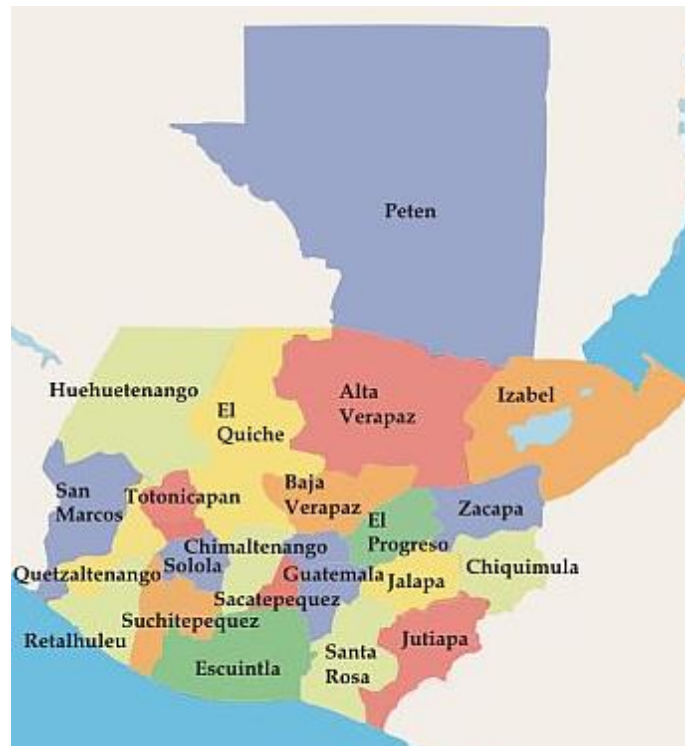 Peten
Huehuetenango
El
Quiche
Alta
Verapaz
Izabel
San
Marcos
Totonicapan
Baja
Verapaz
El
Progreso
Zacapa
Quetzaltenango
Solola
Chimaltenango
Guatemala
Jalapa
Chiquimula
Sacatepequez
Suchitepequez
Retalhuleu
Escuintla
Santa
Rosa
Jutiapa